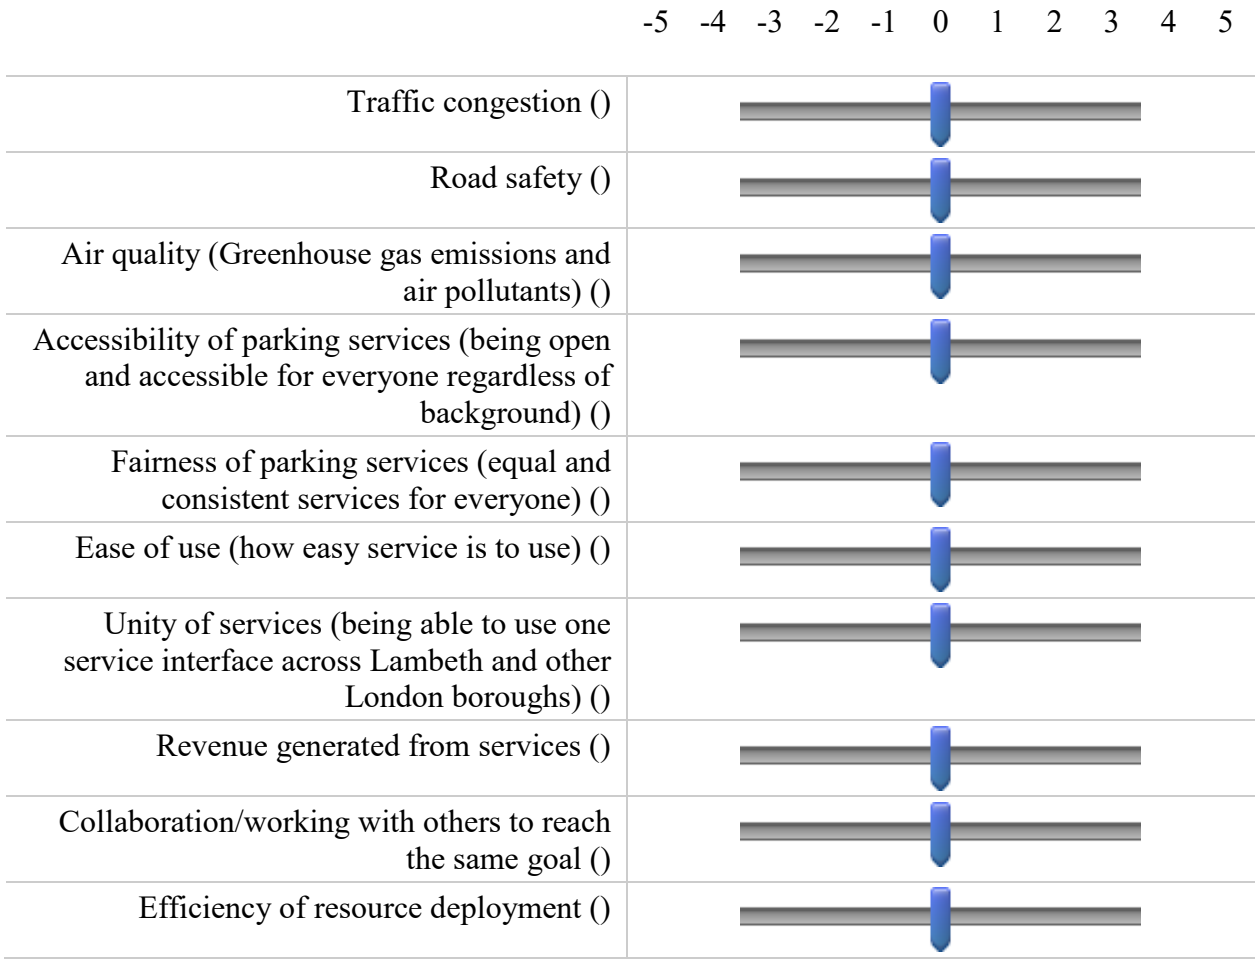 -5 -4 -3 -2 -1 0 1 2 3 4 5
Traffic congestion ()
Road safety ()
Air quality (Greenhouse gas emissions and
air pollutants) ()
Accessibility of parking services (being open
and accessible for everyone regardless of
background) ()
Fairness of parking services (equal and
consistent services for everyone) ()
Ease of use (how easy service is to use) ()
Unity of services (being able to use one
service interface across Lambeth and other
London boroughs) ()
Revenue generated from services ()
Collaboration/working with others to reach
the same goal ()
Efficiency of resource deployment ()